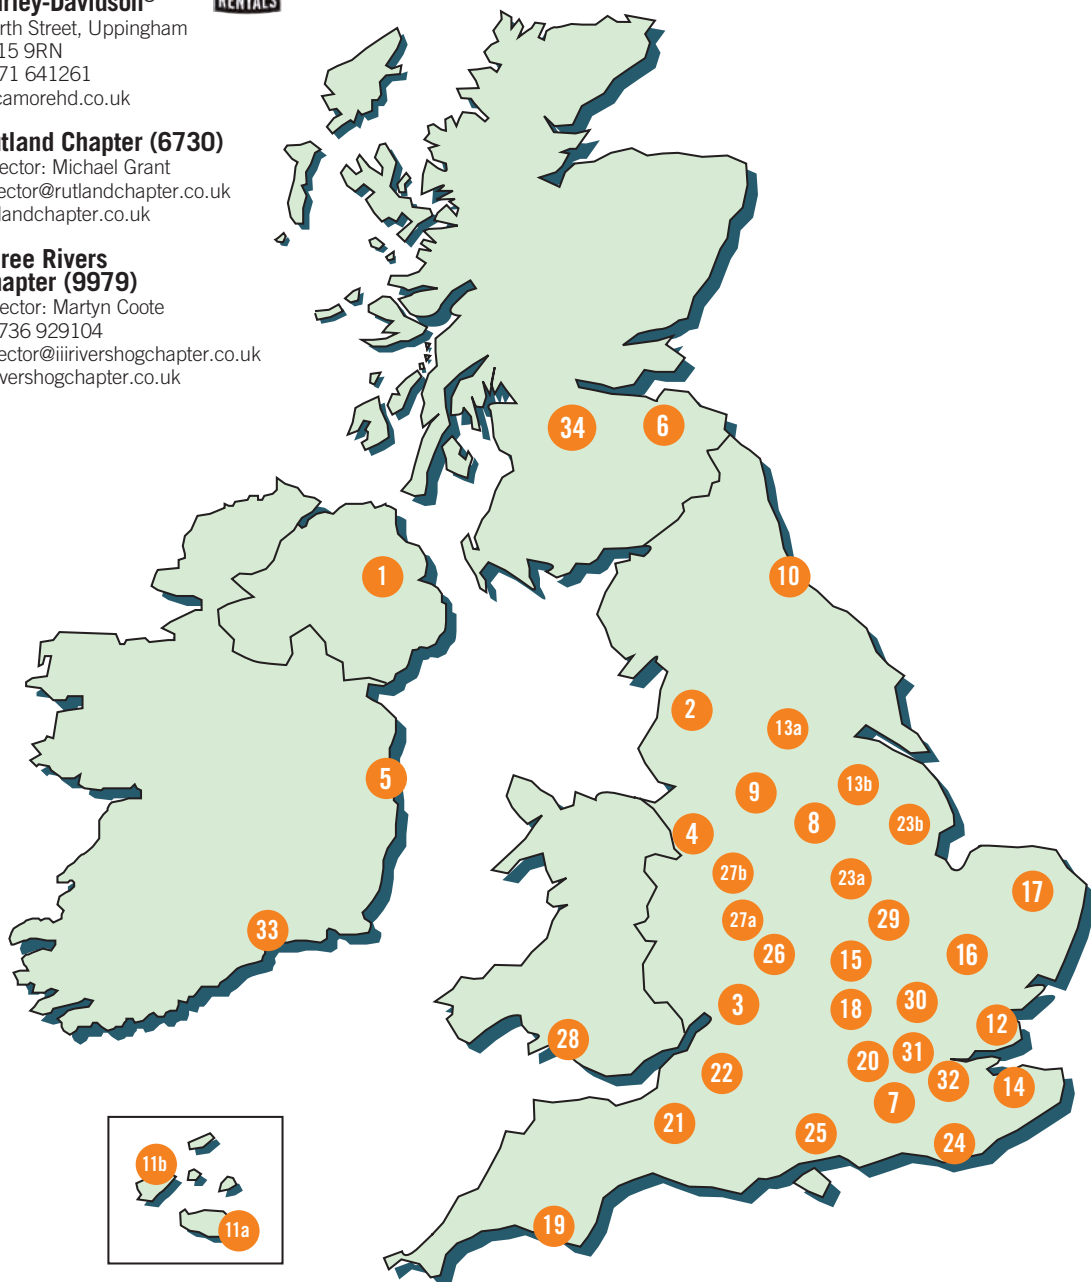 rley-Davidson®
RENTALS
rth Street, Uppingham
15 9RN
71 641261
camorehd.co.uk
tland Chapter (6730)
ector: Michael Grant
ector@rutlandchapter.co.uk
landchapter.co.uk
ree Rivers
hapter (9979)
ector: Martyn Coote
736 929104
ector@iiirivershogchapter.co.uk
vershogchapter.co.uk
34
6
1
10
2
13a
5
9
13b
4
8
23b
27b
23a
17
27a
29
33
26
15
16
3
18
30
12
28
20
31
22
32
14
7
21
25
24
11b
19
11a